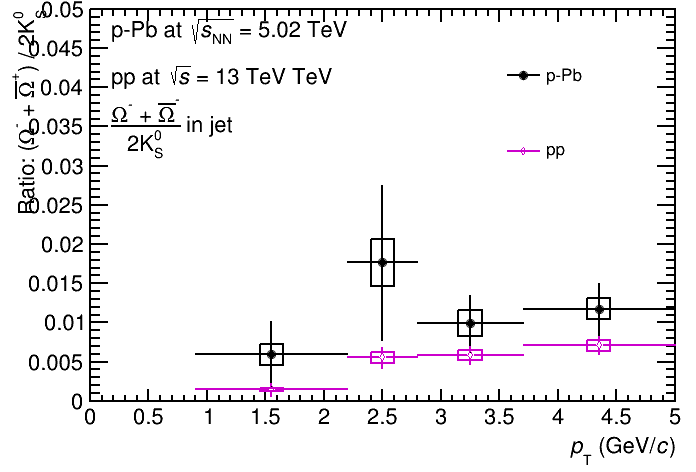 Ratio: (Ω⁻ + Ω̅⁺) / 2K⁰_S
p-Pb at √s_NN = 5.02 TeV
pp at √s = 13 TeV TeV
Ω⁻ + Ω̅⁻
in jet
2K⁰_S
p-Pb
pp
0.05
0.045
0.04
0.035
0.03
0.025
0.02
0.015
0.01
0.005
0
0 0.5 1 1.5 2 2.5 3 3.5 4 4.5 5
p_T (GeV/c)